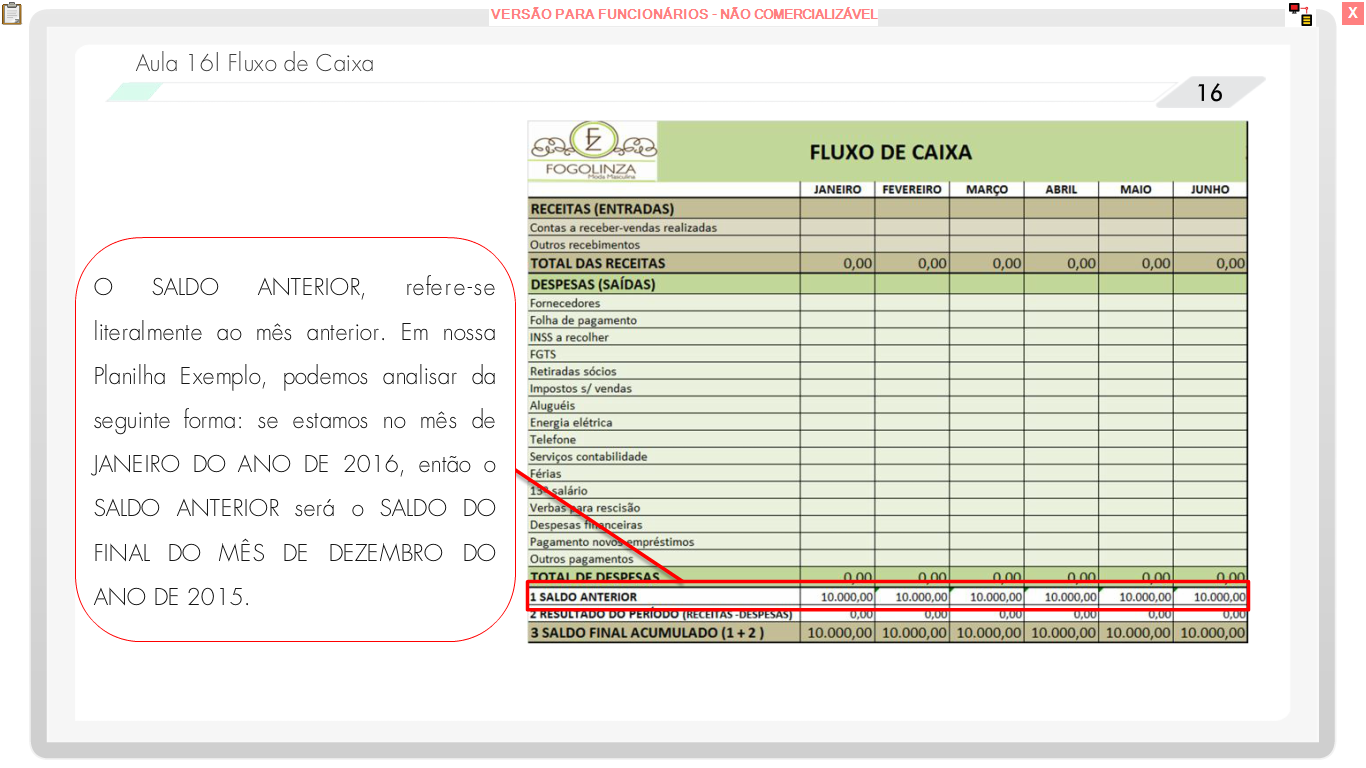 VERSÃO PARA FUNCIONÁRIOS - NÃO COMERCIALIZÁVEL
X
Aula 16l Fluxo de Caixa
16
O SALDO ANTERIOR, refere-se
literalmente ao mês anterior. Em nossa
Planilha Exemplo, podemos analisar da
seguinte forma: se estamos no mês de
JANEIRO DO ANO DE 2016, então o
SALDO ANTERIOR será o SALDO DO
FINAL DO MÊS DE DEZEMBRO DO
ANO DE 2015.
FZ
FOGOLINZA
Moda Masculina
FLUXO DE CAIXA
JANEIRO FEVEREIRO MARÇO ABRIL MAIO JUNHO
RECEITAS (ENTRADAS)
Contas a receber-vendas realizadas
Outros recebimentos
TOTAL DAS RECEITAS 0,00 0,00 0,00 0,00 0,00 0,00
DESPESAS (SAÍDAS)
Fornecedores
Folha de pagamento
INSS a recolher
FGTS
Retiradas sócios
Impostos s/ vendas
Aluguéis
Energia elétrica
Telefone
Serviços contabilidade
Férias
13º salário
Verbas para rescisão
Despesas financeiras
Pagamento novos empréstimos
Outros pagamentos
TOTAL DE DESPESAS 0,00 0,00 0,00 0,00 0,00 0,00
1 SALDO ANTERIOR 10.000,00 10.000,00 10.000,00 10.000,00 10.000,00 10.000,00
2 RESULTADO DO PERÍODO (RECEITAS -DESPESAS) 0,00 0,00 0,00 0,00 0,00 0,00
3 SALDO FINAL ACUMULADO (1 + 2 ) 10.000,00 10.000,00 10.000,00 10.000,00 10.000,00 10.000,00